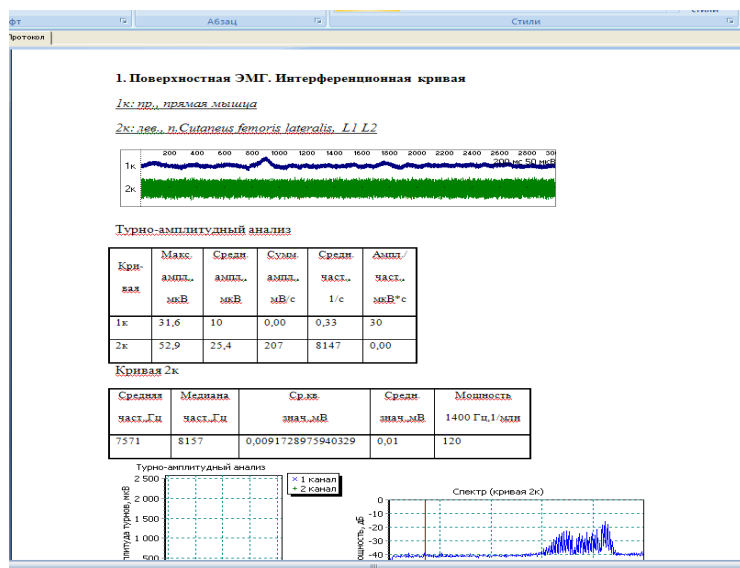 Абзац
Стили
Протокол
1. Поверхностная ЭМГ. Интерференционная кривая
1к: пр., прямая мышца
2к: лев., n.Cutaneus femoris lateralis, L1 L2
200 400 600 800 1000 1200 1400 1600 1800 2000 2200 2400 2600 2800
200 мс 50 мкВ
1к
2к
Турно-амплитудный анализ
Кри-вая Макс. ампл., мкВ Средн. ампл., мкВ Сумм. ампл., мВ/с Средн. част., 1/с Ампл./част., мкВ*с
1к 31,6 10 0,00 0,33 30
2к 52,9 25,4 207 8147 0,00
Кривая 2к
Средняя част.,Гц Медиана част.,Гц Ср.кв. знач.,мВ Средн. знач.,мВ Мощность 1400 Гц,1/млн
7571 8157 0,0091728975940329 0,01 120
Турно-амплитудный анализ
× 1 канал
+ 2 канал
2 500
2 000
1 500
1 000
500
Спектр (кривая 2к)
0
-10
-20
-30
-40